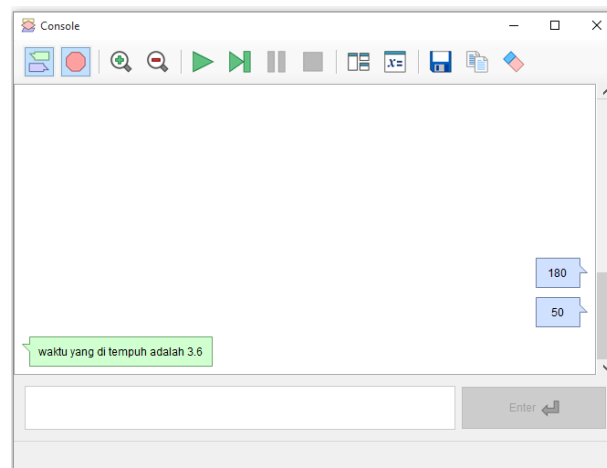 Console
x=
180
50
waktu yang di tempuh adalah 3.6
Enter